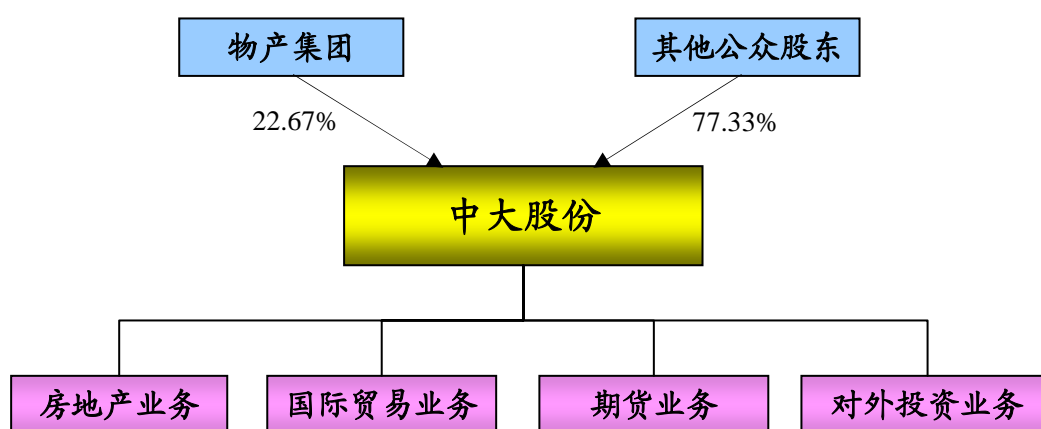 物产集团
其他公众股东
22.67%
77.33%
中大股份
房地产业务
国际贸易业务
期货业务
对外投资业务